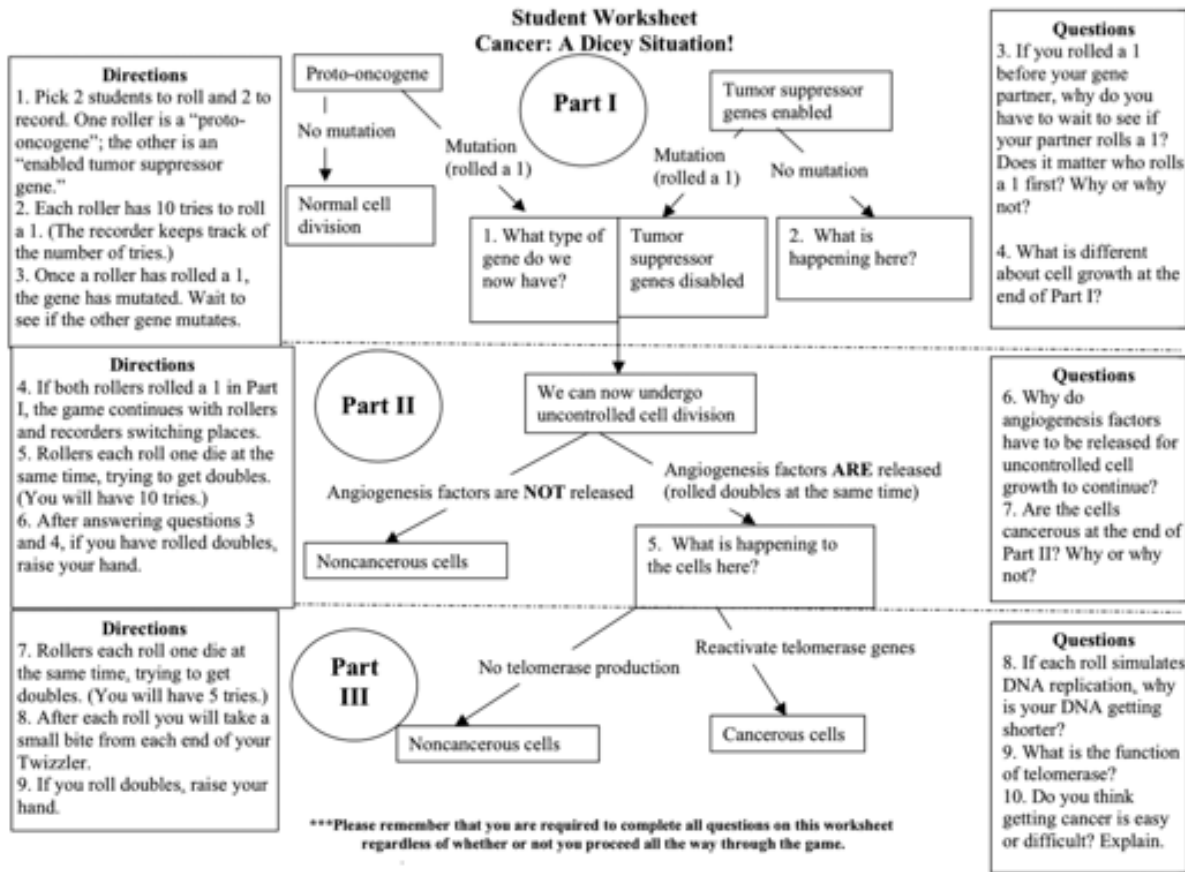 Student Worksheet
Cancer: A Dicey Situation!
Directions
1. Pick 2 students to roll and 2 to
record. One roller is a “proto-
oncogene”; the other is an
“enabled tumor suppressor
gene.”
2. Each roller has 10 tries to roll
a 1. (The recorder keeps track of
the number of tries.)
3. Once a roller has rolled a 1,
the gene has mutated. Wait to
see if the other gene mutates.
Proto-oncogene
No mutation
Normal cell
division
Mutation
(rolled a 1)
1. What type of
gene do we
now have?
Part I
Tumor suppressor
genes enabled
Mutation
(rolled a 1)
No mutation
Tumor
suppressor
genes disabled
2. What is
happening here?
Questions
3. If you rolled a 1
before your gene
partner, why do you
have to wait to see if
your partner rolls a 1?
Does it matter who rolls
a 1 first? Why or why
not?
4. What is different
about cell growth at the
end of Part I?
Directions
4. If both rollers rolled a 1 in Part
I, the game continues with rollers
and recorders switching places.
5. Rollers each roll one die at the
same time, trying to get doubles.
(You will have 10 tries.)
6. After answering questions 3
and 4, if you have rolled doubles,
raise your hand.
Part II
We can now undergo
uncontrolled cell division
Angiogenesis factors are NOT released
Angiogenesis factors ARE released
(rolled doubles at the same time)
Noncancerous cells
5. What is happening to
the cells here?
Questions
6. Why do
angiogenesis factors
have to be released for
uncontrolled cell
growth to continue?
7. Are the cells
cancerous at the end of
Part II? Why or why
not?
Directions
7. Rollers each roll one die at
the same time, trying to get
doubles. (You will have 5 tries.)
8. After each roll you will take a
small bite from each end of your
Twizzler.
9. If you roll doubles, raise your
hand.
Part
III
No telomerase production
Reactivate telomerase genes
Noncancerous cells
Cancerous cells
Questions
8. If each roll simulates
DNA replication, why
is your DNA getting
shorter?
9. What is the function
of telomerase?
10. Do you think
getting cancer is easy
or difficult? Explain.
***Please remember that you are required to complete all questions on this worksheet
regardless of whether or not you proceed all the way through the game.